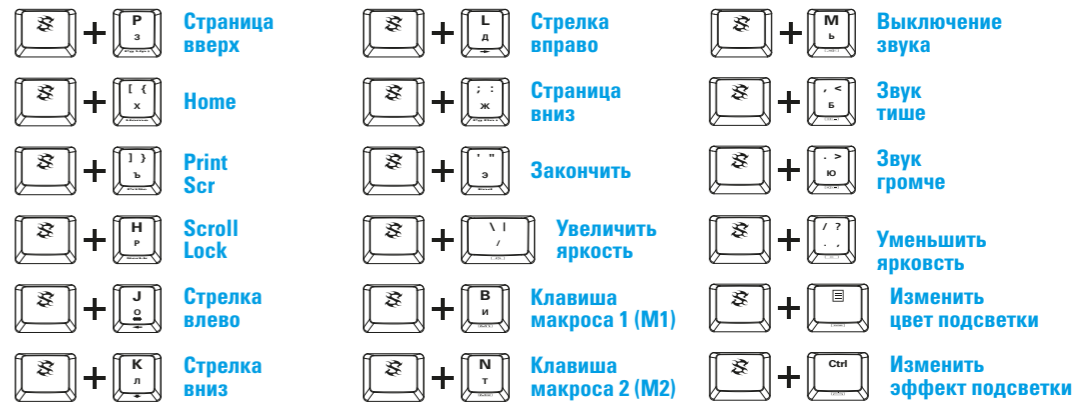 P
З
Страница
вверх
[ {
Х
Home
] }
Ъ
Print
Scr
H
Р
Scroll
Lock
J
О
Стрелка
влево
K
Л
Стрелка
вниз
L
Д
Стрелка
вправо
; :
Ж
Страница
вниз
' "
Э
Закончить
\ |
/
Увеличить
яркость
B
И
Клавиша
макроса 1 (M1)
N
Т
Клавиша
макроса 2 (M2)
M
Ь
Выключение
звука
, <
Б
Звук
тише
. >
Ю
Звук
громче
/ ?
. ,
Уменьшить
ярковсть
Изменить
цвет подсветки
Ctrl
Изменить
эффект подсветки